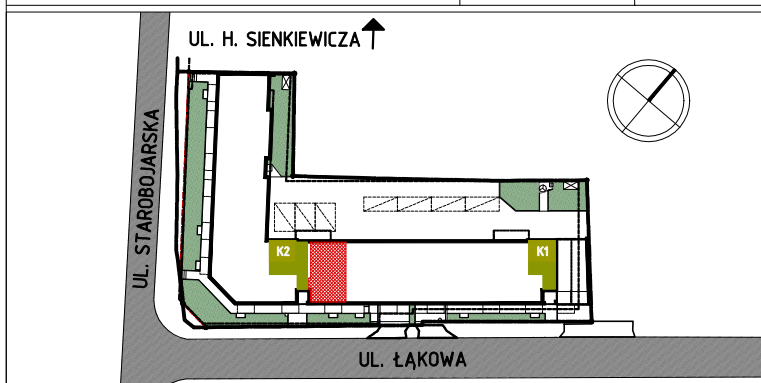 UL. H. SIENKIEWICZA
UL. STAROBOJARSKA
K2
K1
UL. ŁĄKOWA